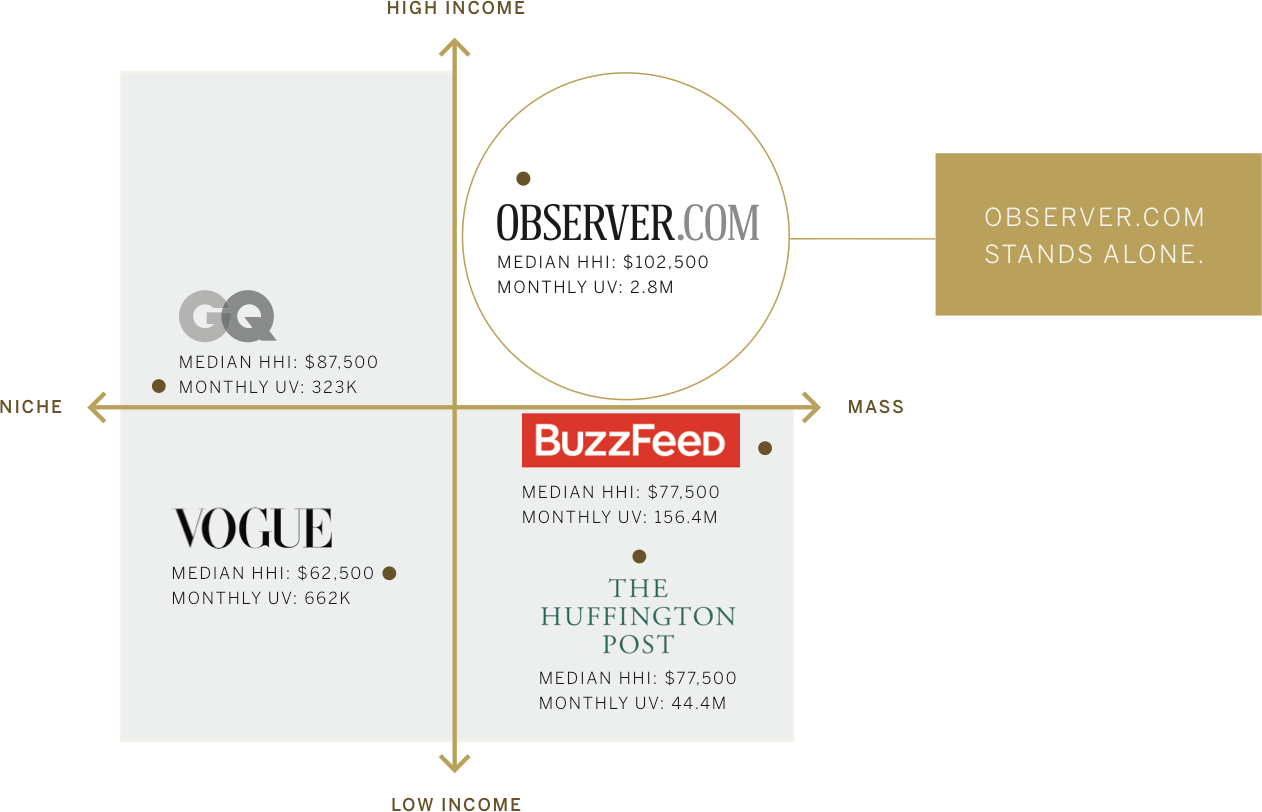 HIGH INCOME
OBSERVER.COM
MEDIAN HHI: $102,500
MONTHLY UV: 2.8M
OBSERVER.COM
STANDS ALONE.
GQ
MEDIAN HHI: $87,500
MONTHLY UV: 323K
NICHE
MASS
BUZZFEED
MEDIAN HHI: $77,500
MONTHLY UV: 156.4M
VOGUE
MEDIAN HHI: $62,500
MONTHLY UV: 662K
THE
HUFFINGTON
POST
MEDIAN HHI: $77,500
MONTHLY UV: 44.4M
LOW INCOME